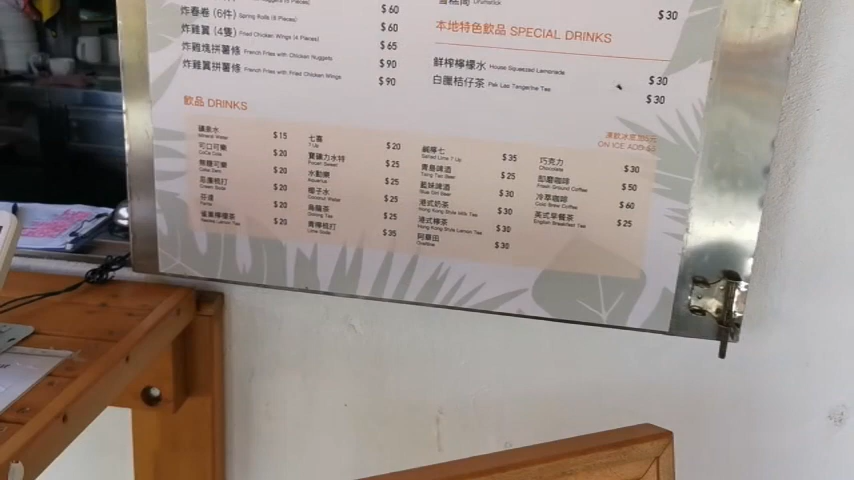 $ 60
炸春卷 (6件) Spring Rolls (6 Pieces) $ 60
炸雞翼 (4隻) Fried Chicken Wings (4 Pieces) $ 65
炸雞塊拼薯條 French Fries with Chicken Nuggets $ 90
炸雞翼拼薯條 French Fries with Fried Chicken Wings $ 90
$ 30
本地特色飲品 SPECIAL DRINKS
鮮榨檸檬水 House Squeezed Lemonade $ 30
白臘桔仔茶 Pak Lap Tangerine Tea $ 30
飲品 DRINKS
ON ICE ADD $5
礦泉水 $ 15
Mineral Water
可口可樂 $ 20
Coca Cola
無糖可樂 $ 20
Coke Zero
忌廉梳打 $ 20
Cream Soda
芬達 $ 20
Fanta
雀巢檸檬茶 $ 20
Nestea Lemon Tea
七喜 $ 20
7 Up
寶礦力水特 $ 25
Pocari Sweat
水動樂 $ 25
Aquarius
椰子水 $ 25
Coconut Water
烏龍茶 $ 25
Oolong Tea
青檸梳打 $ 35
Lime Soda
鹹檸七 $ 35
Salted Lime 7 Up
青島啤酒 $ 25
Tsing Tao Beer
藍妹啤酒 $ 30
Blue Girl Beer
港式奶茶 $ 30
Hong Kong Style Milk Tea
港式檸茶 $ 30
Hong Kong Style Lemon Tea
阿華田 $ 30
Ovaltine
巧克力 $ 30
Chocolate
即磨咖啡 $ 50
Fresh Ground Coffee
冷萃咖啡 $ 60
Cold Brew Coffee
英式早餐茶 $ 25
English Breakfast Tea